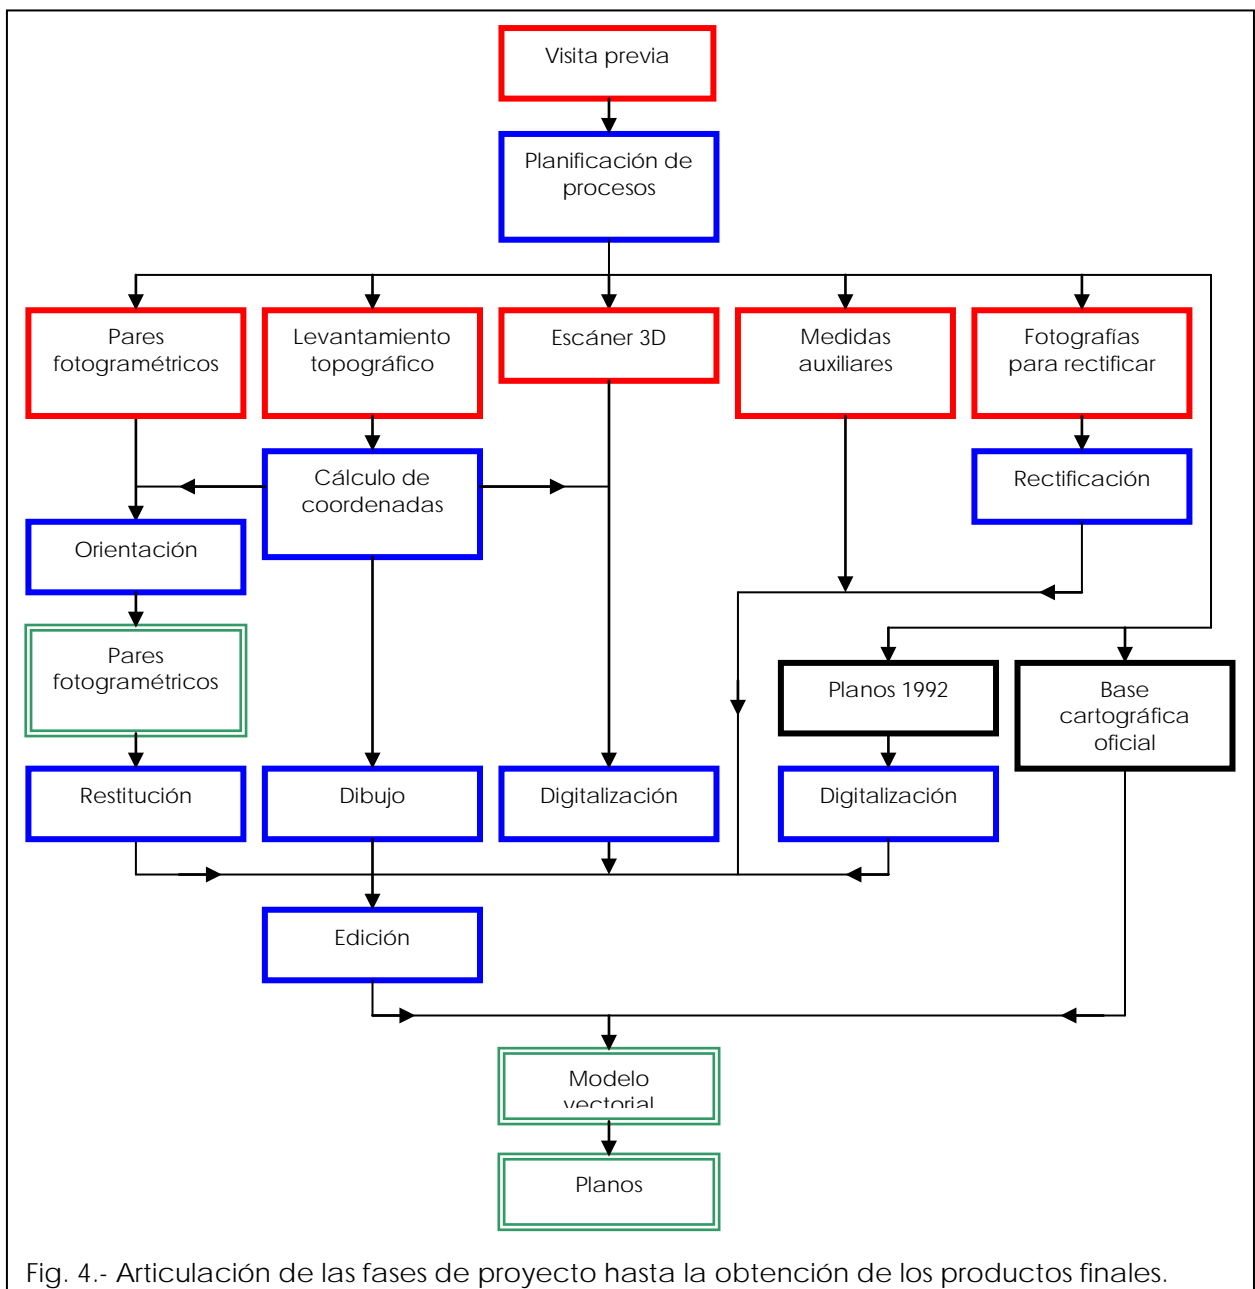 Visita previa
Planificación de
procesos
Pares
fotogramétricos
Levantamiento
topográfico
Escáner 3D
Medidas
auxiliares
Fotografías
para rectificar
Cálculo de
coordenadas
Rectificación
Orientación
Pares
fotogramétricos
Planos 1992
Base
cartográfica
oficial
Restitución
Dibujo
Digitalización
Digitalización
Edición
Modelo
vectorial
Planos
Fig. 4.- Articulación de las fases de proyecto hasta la obtención de los productos finales.